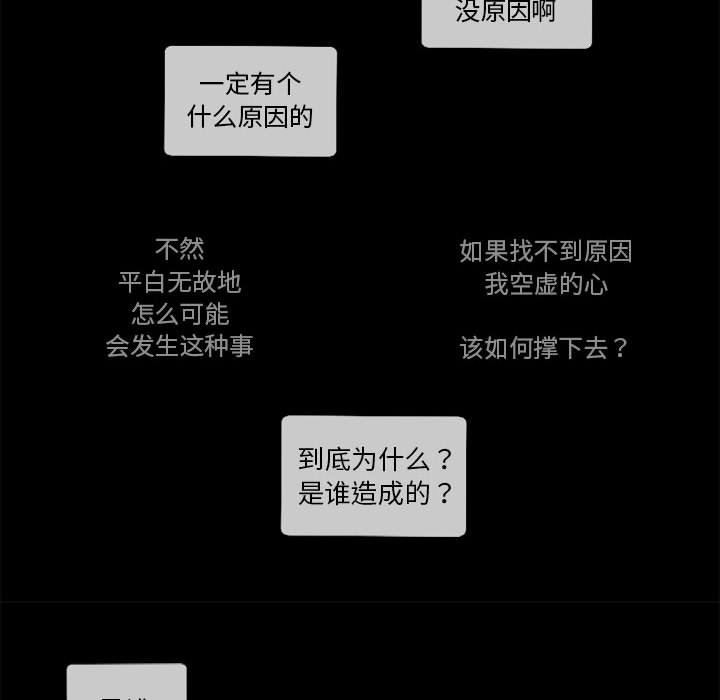 没原因啊
一定有个
什么原因的
不然
平白无故地
怎么可能
会发生这种事
如果找不到原因
我空虚的心
该如何撑下去？
到底为什么？
是谁造成的？